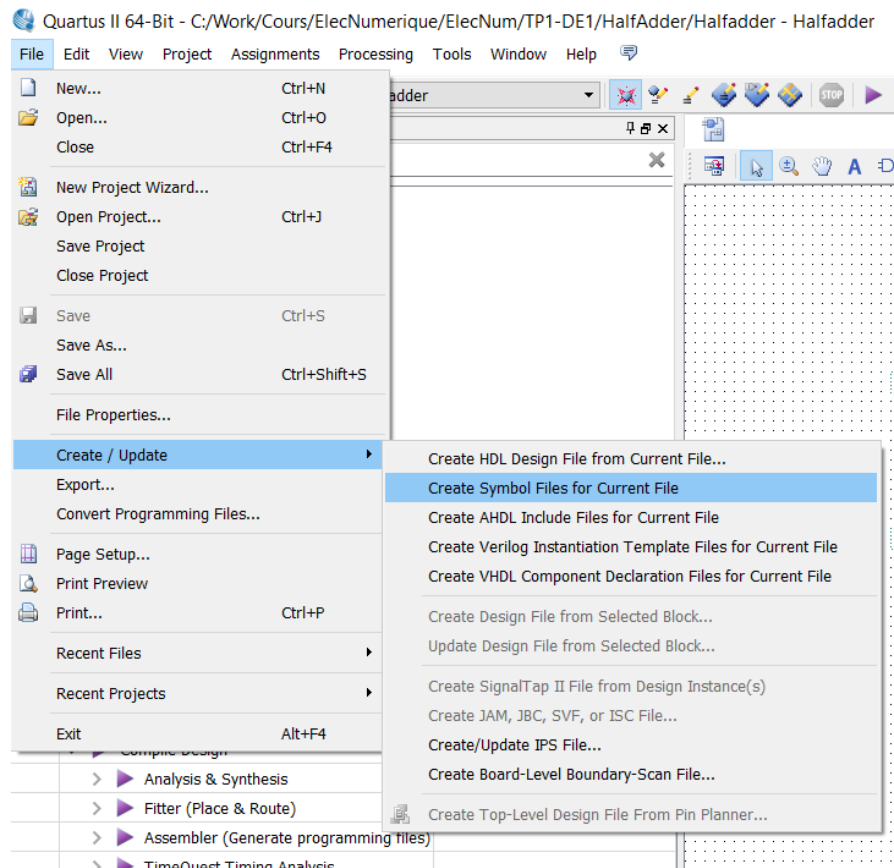 Quartus II 64-Bit - C:/Work/Cours/ElecNumerique/ElecNum/TP1-DE1/HalfAdder/Halfadder - Halfadder
File Edit View Project Assignments Processing Tools Window Help
New... Ctrl+N
adder
STOP
Open... Ctrl+O
Close Ctrl+F4
A
New Project Wizard...
Open Project... Ctrl+J
Save Project
Close Project
Save Ctrl+S
Save As...
Save All Ctrl+Shift+S
File Properties...
Create / Update
Export...
Convert Programming Files...
Page Setup...
Print Preview
Print... Ctrl+P
Recent Files
Recent Projects
Exit Alt+F4
Create HDL Design File from Current File...
Create Symbol Files for Current File
Create AHDL Include Files for Current File
Create Verilog Instantiation Template Files for Current File
Create VHDL Component Declaration Files for Current File
Create Design File from Selected Block...
Update Design File from Selected Block...
Create SignalTap II File from Design Instance(s)
Create JAM, JBC, SVF, or ISC File...
Create/Update IPS File...
Create Board-Level Boundary-Scan File...
Create Top-Level Design File From Pin Planner...
Compile Design
Analysis & Synthesis
Fitter (Place & Route)
Assembler (Generate programming files)
TimeQuest Timing Analysis